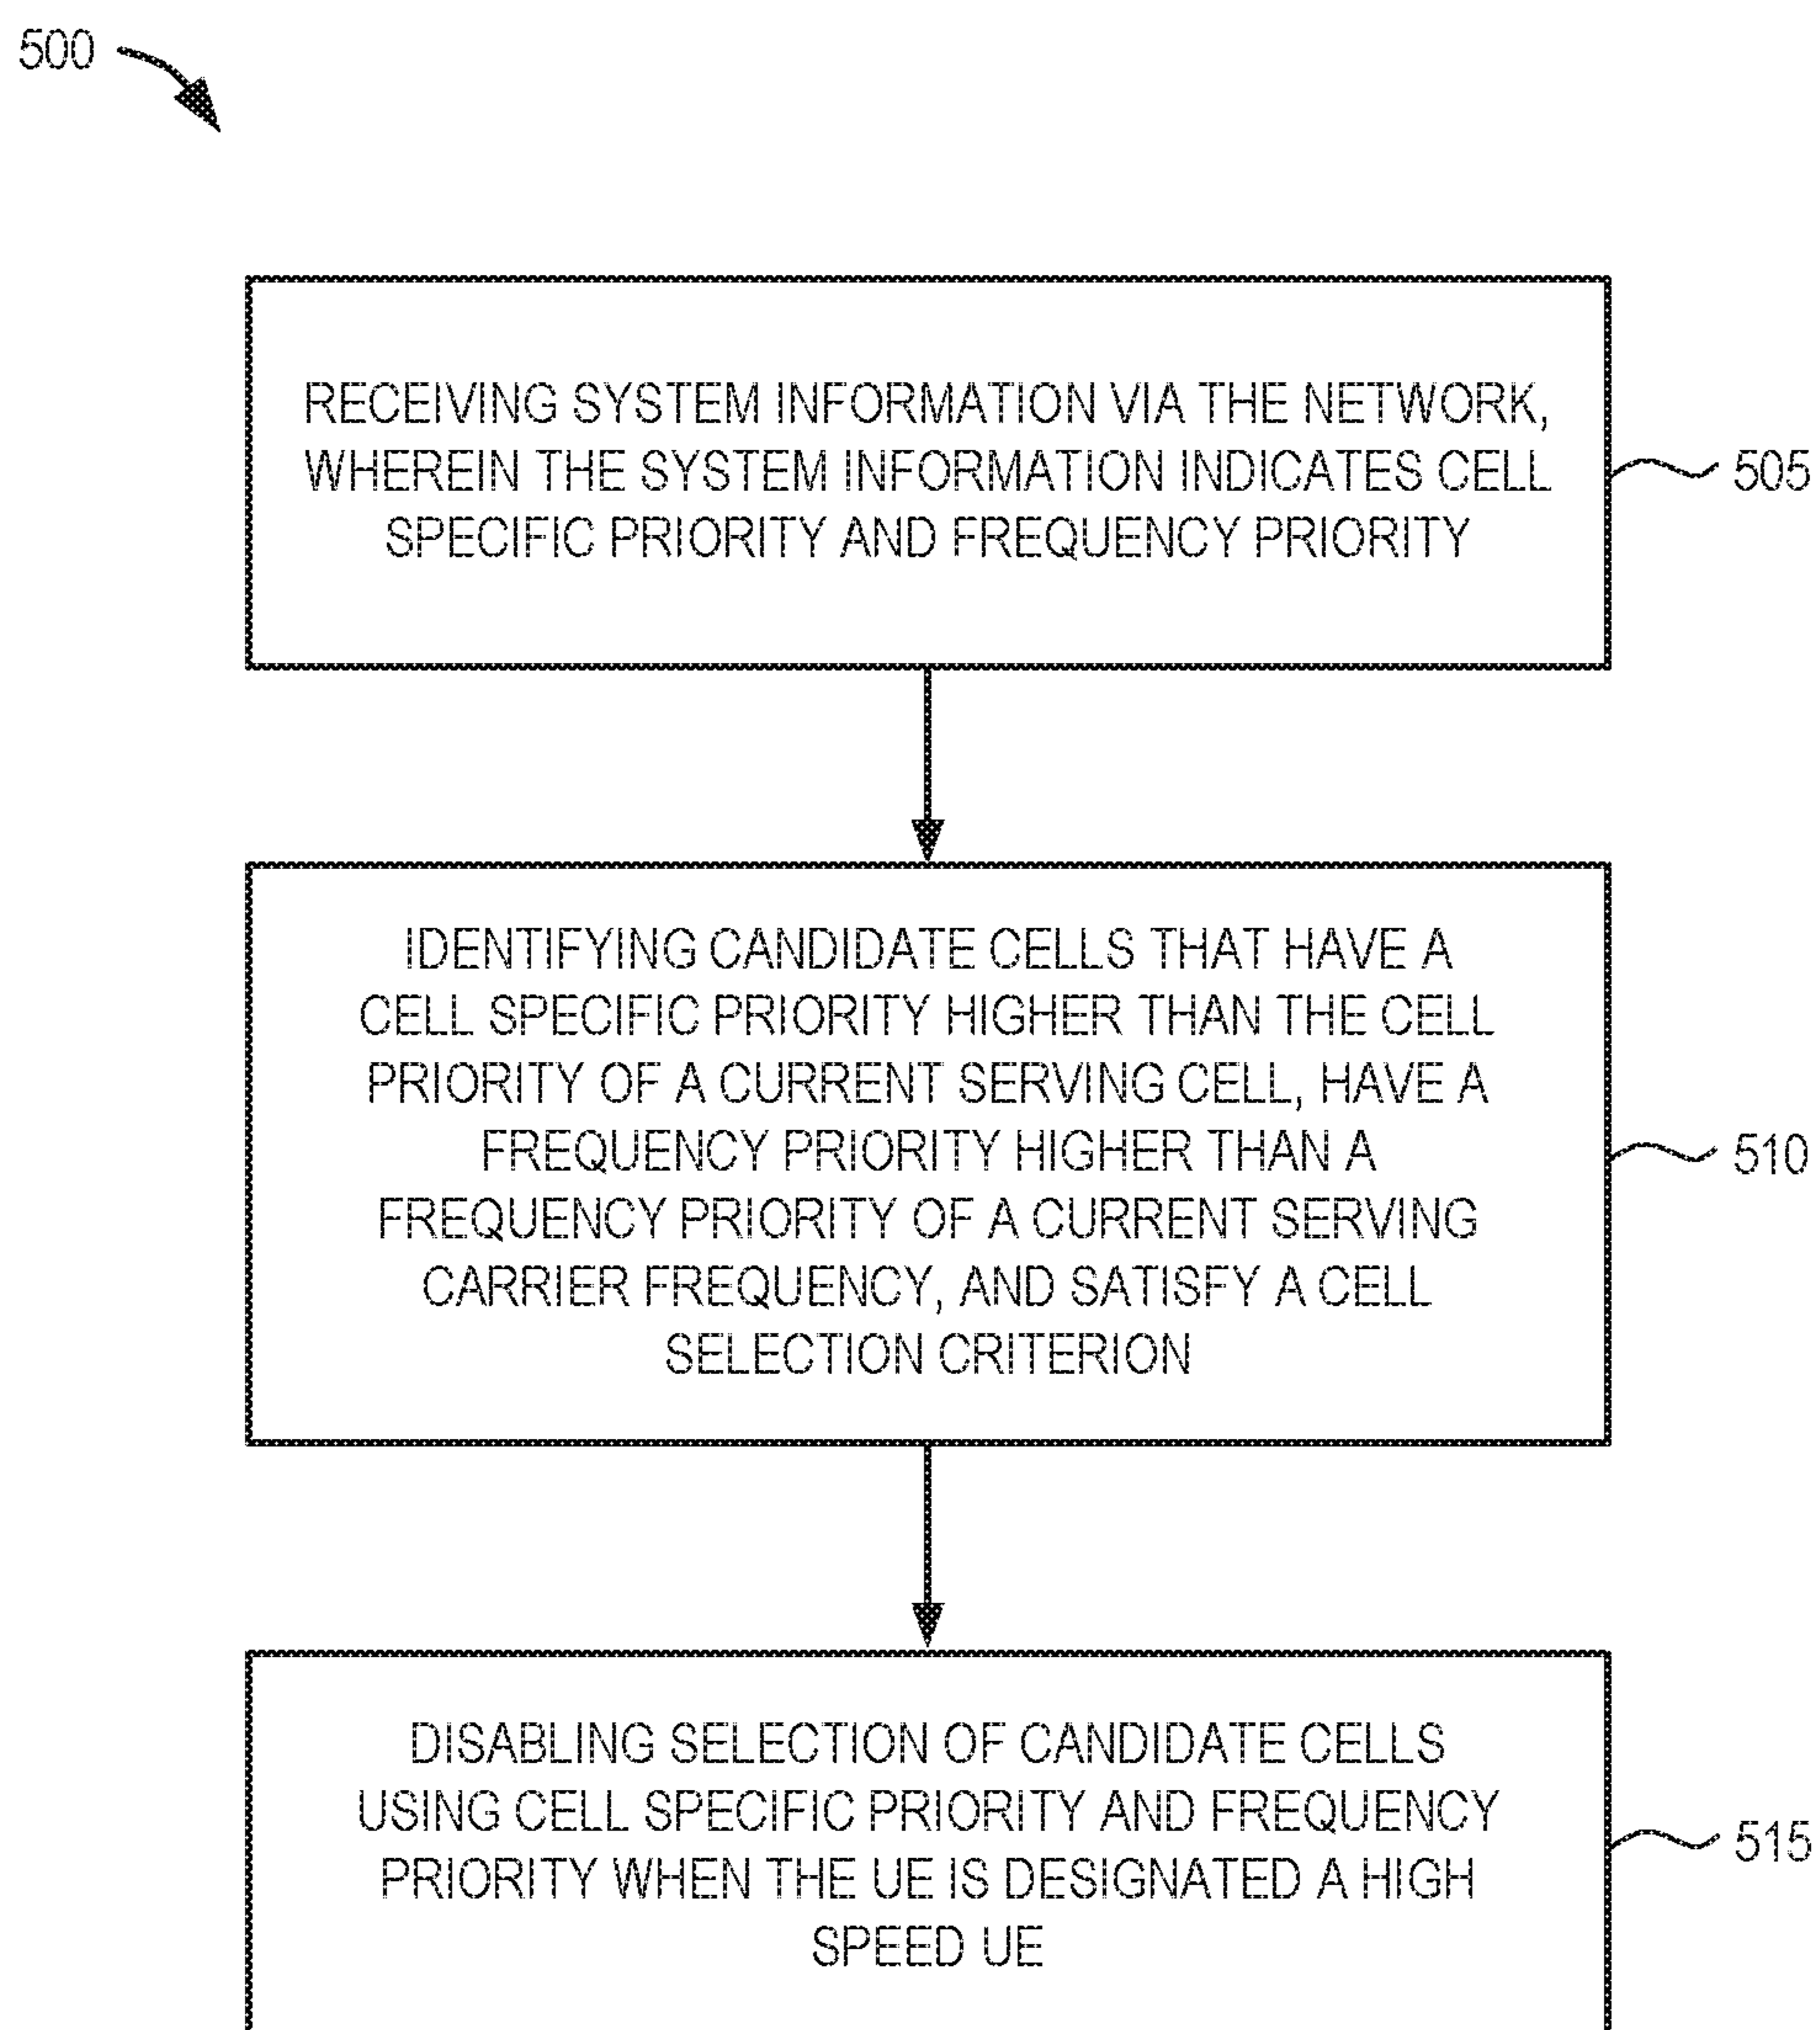 500
RECEIVING SYSTEM INFORMATION VIA THE NETWORK,
WHEREIN THE SYSTEM INFORMATION INDICATES CELL
SPECIFIC PRIORITY AND FREQUENCY PRIORITY
505
IDENTIFYING CANDIDATE CELLS THAT HAVE A
CELL SPECIFIC PRIORITY HIGHER THAN THE CELL
PRIORITY OF A CURRENT SERVING CELL, HAVE A
FREQUENCY PRIORITY HIGHER THAN A
FREQUENCY PRIORITY OF A CURRENT SERVING
CARRIER FREQUENCY, AND SATISFY A CELL
SELECTION CRITERION
510
DISABLING SELECTION OF CANDIDATE CELLS
USING CELL SPECIFIC PRIORITY AND FREQUENCY
PRIORITY WHEN THE UE IS DESIGNATED A HIGH
SPEED UE
515